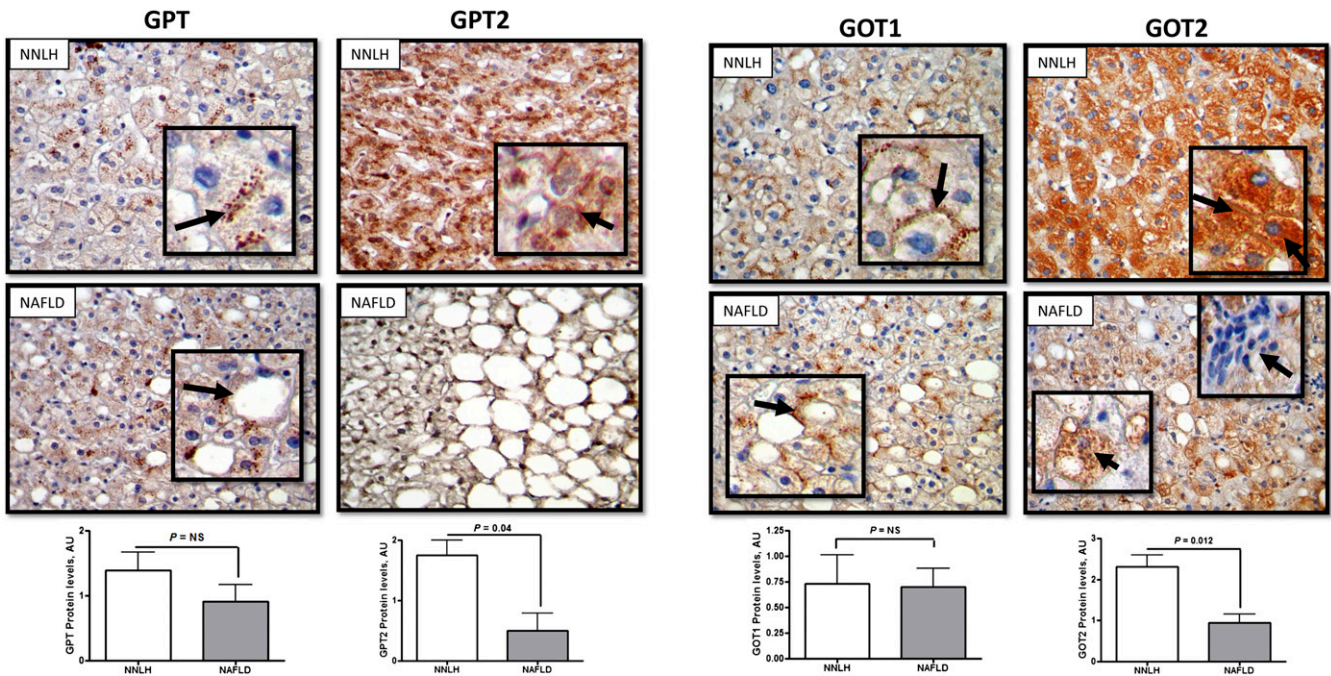 GPT
GPT2
GOT1
GOT2
NNLH
NNLH
NNLH
NNLH
NAFLD
NAFLD
NAFLD
NAFLD
GPT Protein levels, AU
2
1
0
P = NS
NNLH
NAFLD
GPT2 Protein levels, AU
2
1
0
P = 0.04
NNLH
NAFLD
GOT1 Protein levels, AU
1.25
1.00
0.75
0.50
0.25
0.00
P = NS
NNLH
NAFLD
GOT2 Protein levels, AU
3
2
1
0
P = 0.012
NNLH
NAFLD